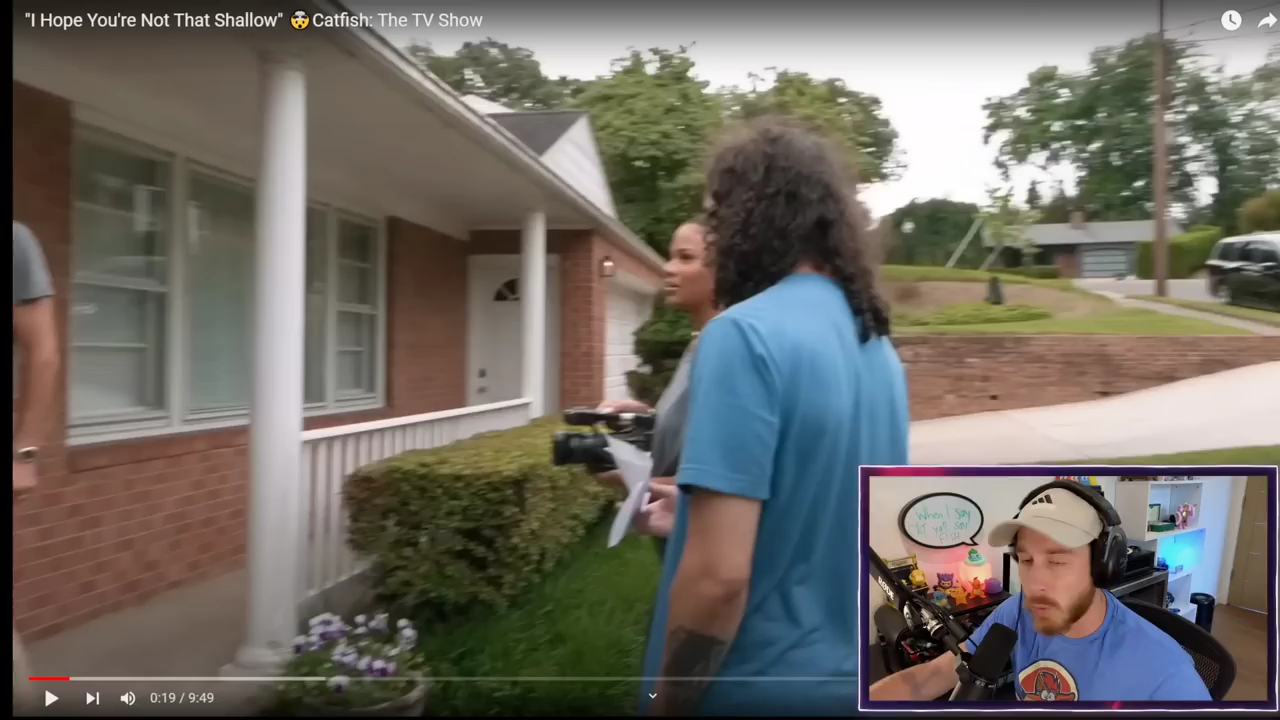 "I Hope You're Not That Shallow" 🤯Catfish: The TV Show
When I say
0:19 / 9:49